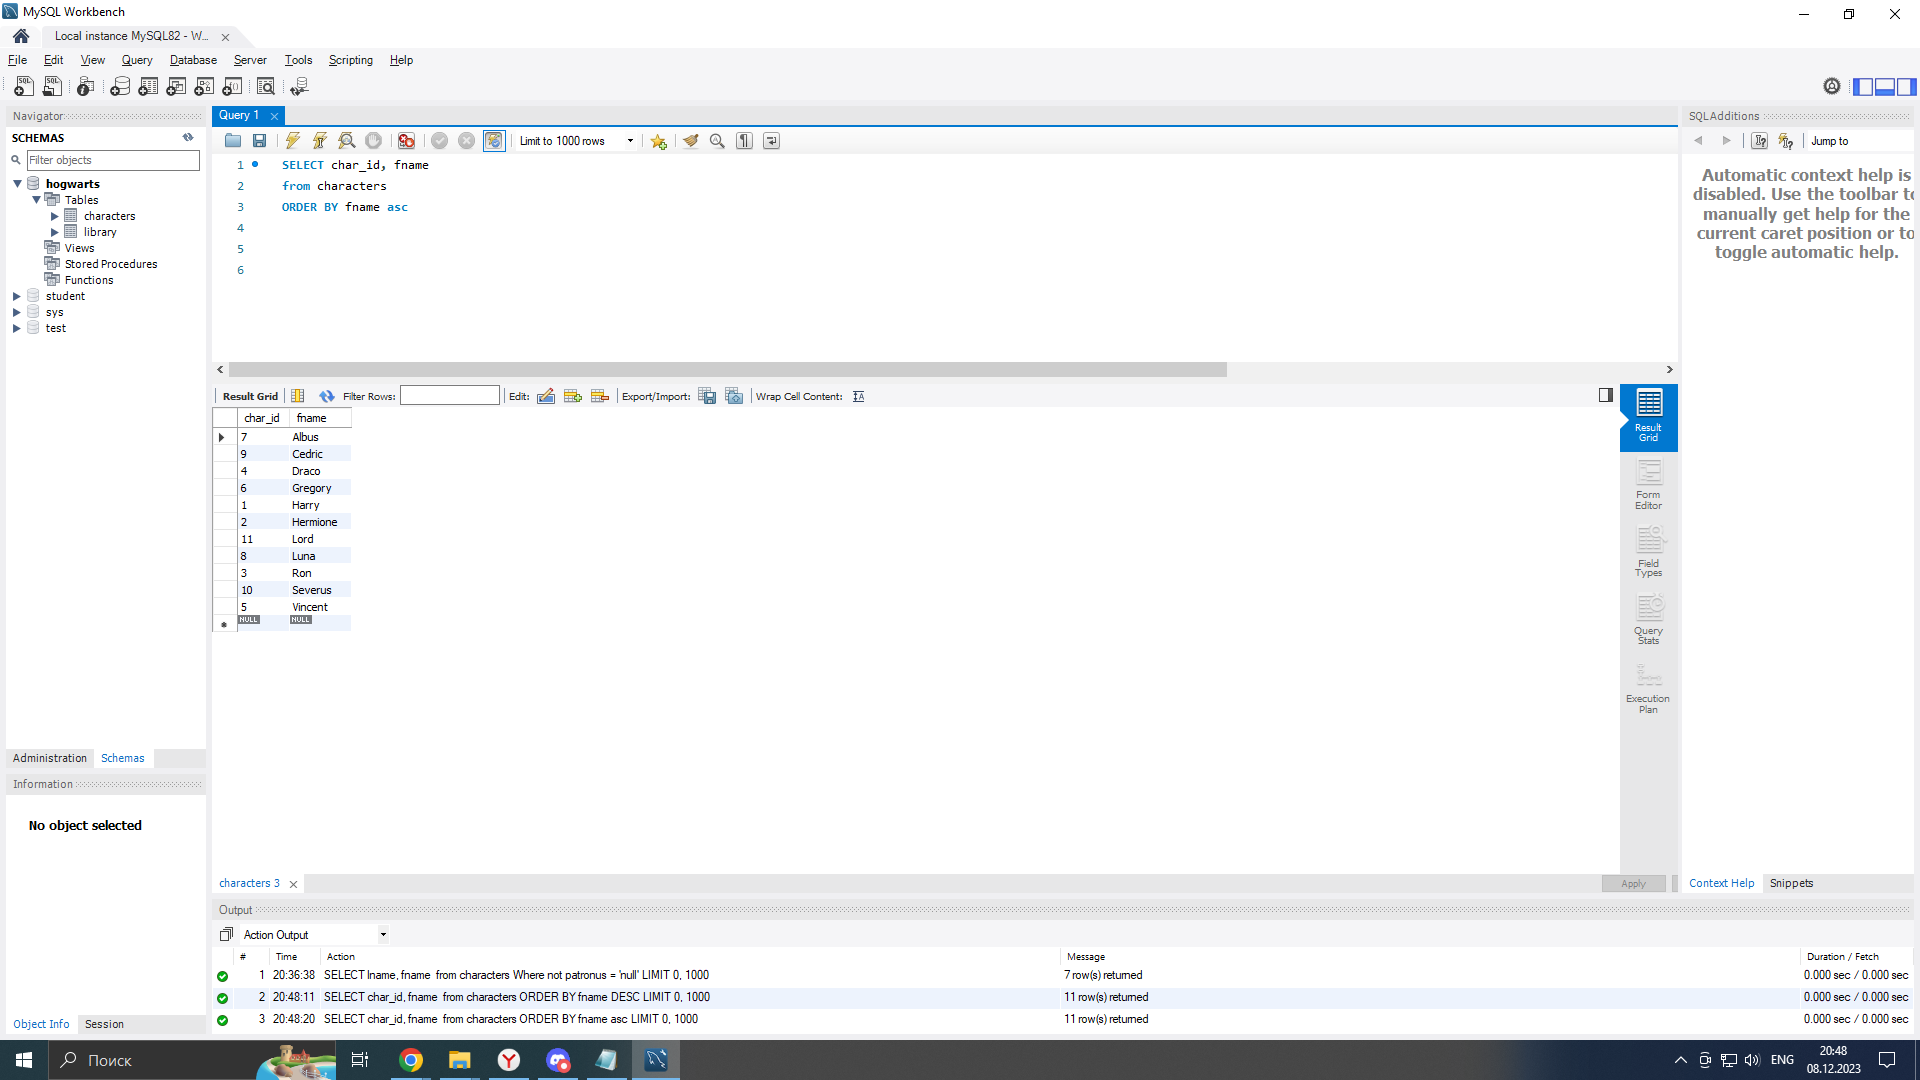 MySQL Workbench
Local instance MySQL82 - W...
File Edit View Query Database Server Tools Scripting Help
Navigator
SCHEMAS
Filter objects
hogwarts
Tables
characters
library
Views
Stored Procedures
Functions
student
sys
test
Administration Schemas
Information
No object selected
Object Info Session
Query 1
Limit to 1000 rows
1 SELECT char_id, fname
2 from characters
3 ORDER BY fname asc
4
5
6
Result Grid Filter Rows: Edit: Export/Import: Wrap Cell Content:
char_id fname
7 Albus
9 Cedric
4 Draco
6 Gregory
1 Harry
2 Hermione
11 Lord
8 Luna
3 Ron
10 Severus
5 Vincent
NULL NULL
Result Grid
Form Editor
Field Types
Query Stats
Execution Plan
characters 3
Apply
SQLAdditions
Jump to
Automatic context help is
disabled. Use the toolbar to
manually get help for the
current caret position or to
toggle automatic help.
Context Help Snippets
Output
Action Output
# Time Action Message Duration / Fetch
1 20:36:38 SELECT lname, fname from characters Where not patronus = 'null' LIMIT 0, 1000 7 row(s) returned 0.000 sec / 0.000 sec
2 20:48:11 SELECT char_id, fname from characters ORDER BY fname DESC LIMIT 0, 1000 11 row(s) returned 0.000 sec / 0.000 sec
3 20:48:20 SELECT char_id, fname from characters ORDER BY fname asc LIMIT 0, 1000 11 row(s) returned 0.000 sec / 0.000 sec
Поиск
ENG
20:48
08.12.2023